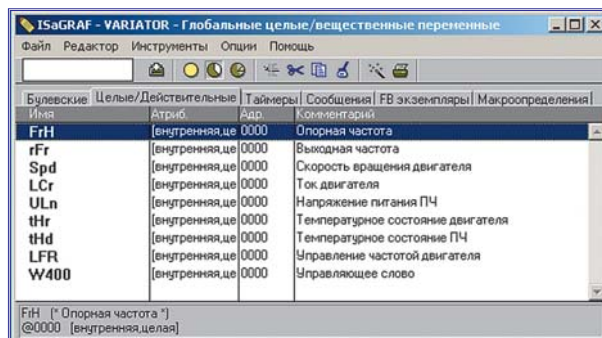 ISaGRAF - VARIATOR - Глобальные целые/вещественные переменные
Файл Редактор Инструменты Опции Помощь
Булевские Целые/Действительные Таймеры Сообщения FB экземпляры Макроопределения
Имя Атриб. Адр. Комментарий
FrH [внутренняя,це 0000 Опорная частота
rFr [внутренняя,це 0000 Выходная частота
Spd [внутренняя,це 0000 Скорость вращения двигателя
LCr [внутренняя,це 0000 Ток двигателя
ULn [внутренняя,це 0000 Напряжение питания ПЧ
tHr [внутренняя,це 0000 Температурное состояние двигателя
tHd [внутренняя,це 0000 Температурное состояние ПЧ
LFR [внутренняя,це 0000 Управление частотой двигателя
W400 [внутренняя,це 0000 Управляющее слово
FrH (* Опорная частота *)
@0000 [внутренняя,целая]